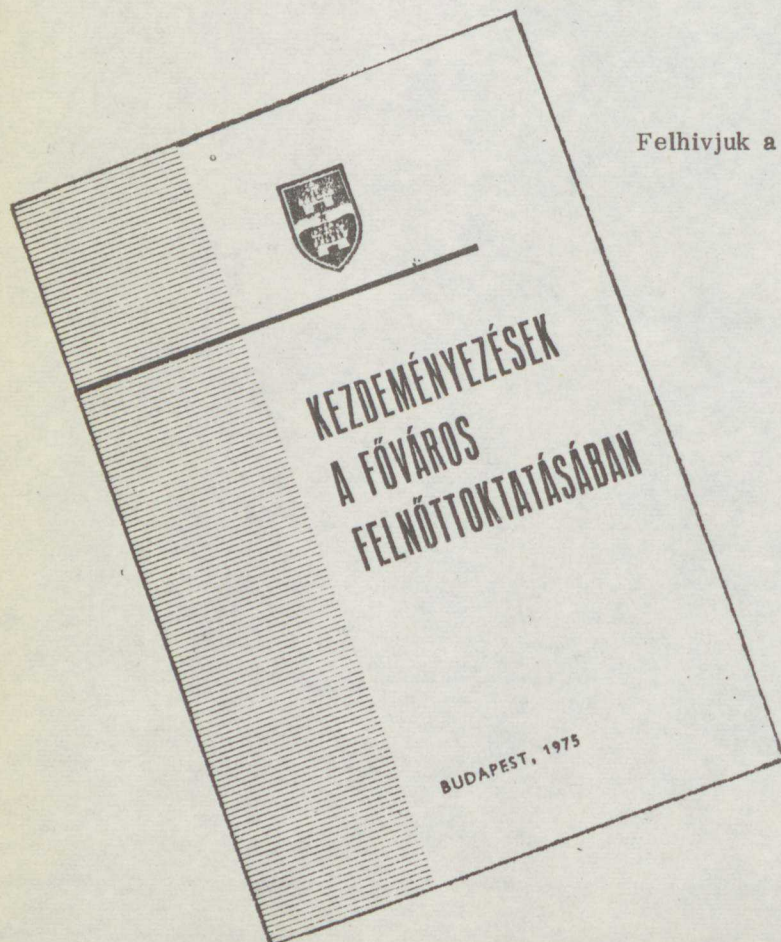 Felhivjuk a
KEZDEMÉNYEZÉSEK
A FŐVÁROS
FELNŐTTOKTATÁSÁBAN
BUDAPEST, 1975